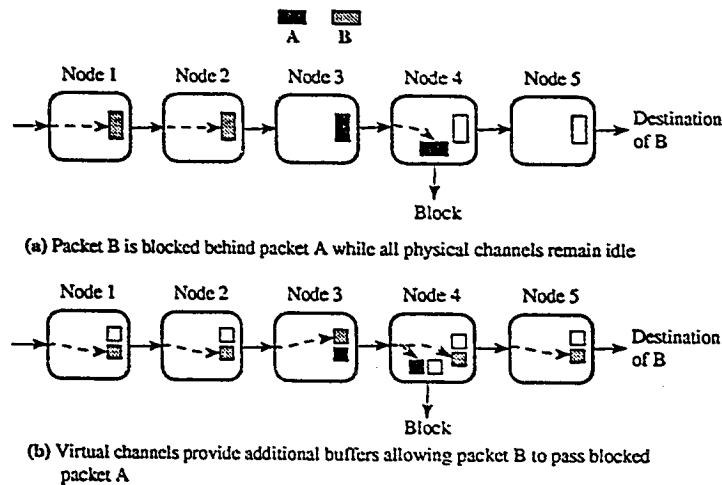 A B
Node 1 Node 2 Node 3 Node 4 Node 5
Destination
of B
Block
(a) Packet B is blocked behind packet A while all physical channels remain idle
Node 1 Node 2 Node 3 Node 4 Node 5
Destination
of B
Block
(b) Virtual channels provide additional buffers allowing packet B to pass blocked
packet A